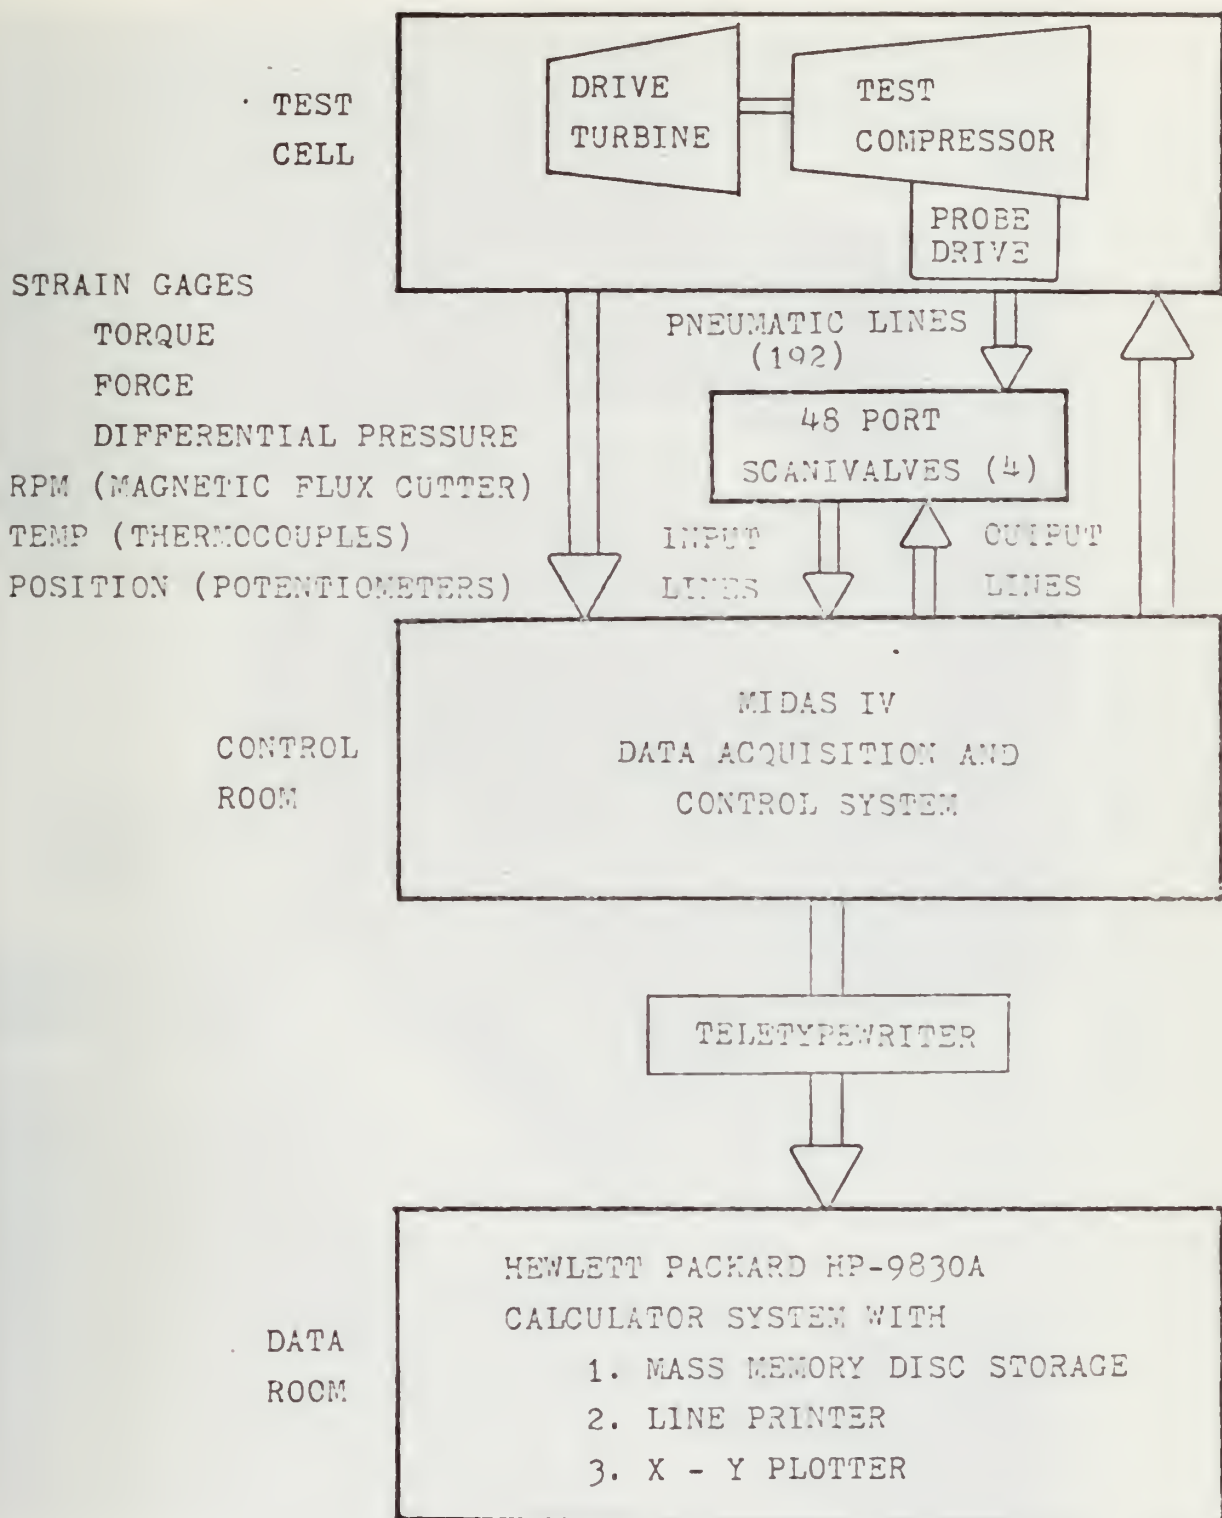 TEST
CELL
DRIVE
TURBINE
TEST
COMPRESSOR
PROBE
DRIVE
STRAIN GAGES
TORQUE
FORCE
DIFFERENTIAL PRESSURE
RPM (MAGNETIC FLUX CUTTER)
TEMP (THERMOCOUPLES)
POSITION (POTENTIOMETERS)
PNEUMATIC LINES
(192)
48 PORT
SCANIVALVES (4)
INPUT
LINES
OUTPUT
LINES
CONTROL
ROOM
MIDAS IV
DATA ACQUISITION AND
CONTROL SYSTEM
TELETYPEWRITER
DATA
ROOM
HEWLETT PACKARD HP-9830A
CALCULATOR SYSTEM WITH
1. MASS MEMORY DISC STORAGE
2. LINE PRINTER
3. X - Y PLOTTER